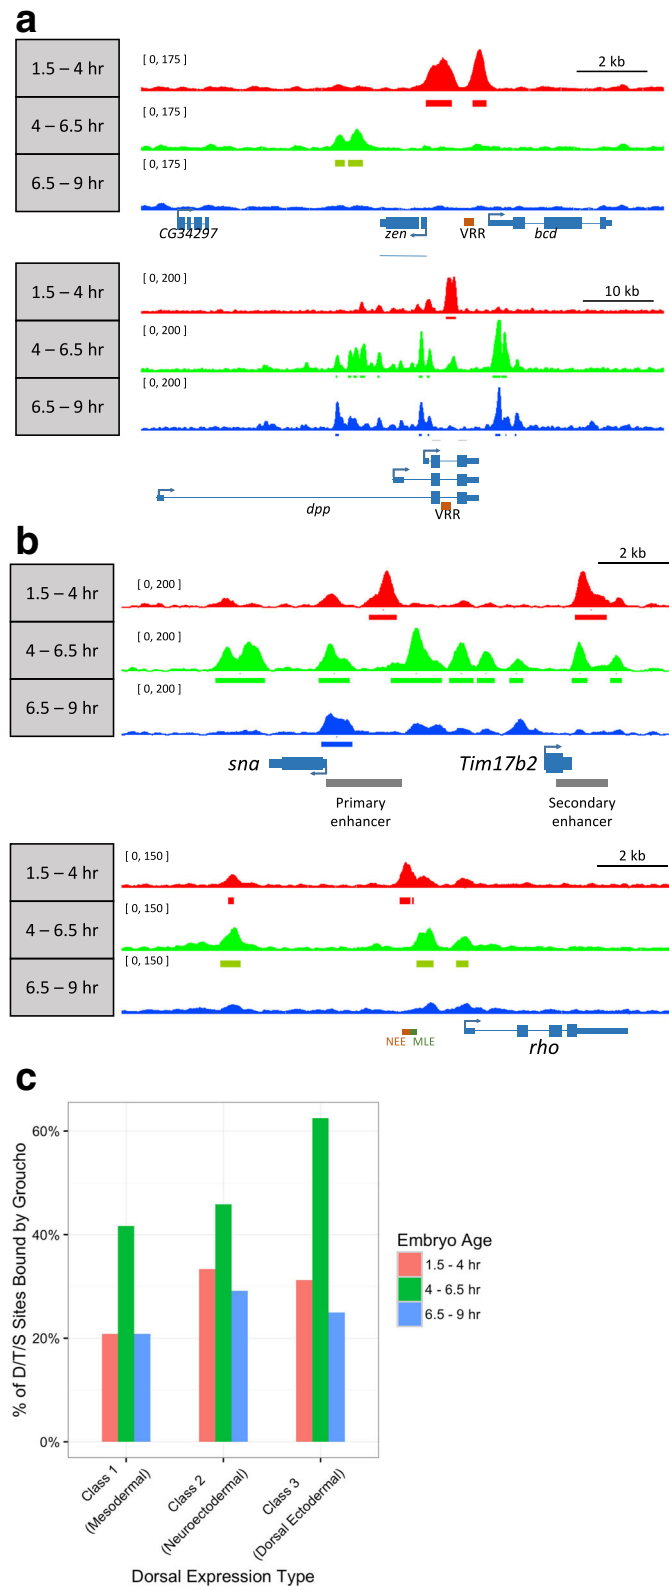 a
1.5 – 4 hr
[ 0, 175 ]
2 kb
4 – 6.5 hr
[ 0, 175 ]
6.5 – 9 hr
[ 0, 175 ]
CG34297
zen
VRR
bcd
1.5 – 4 hr
[ 0, 200 ]
10 kb
4 – 6.5 hr
[ 0, 200 ]
6.5 – 9 hr
[ 0, 200 ]
dpp
VRR
b
2 kb
1.5 – 4 hr
[ 0, 200 ]
4 – 6.5 hr
[ 0, 200 ]
6.5 – 9 hr
[ 0, 200 ]
sna
Tim17b2
Primary
enhancer
Secondary
enhancer
1.5 – 4 hr
[ 0, 150 ]
2 kb
4 – 6.5 hr
[ 0, 150 ]
6.5 – 9 hr
[ 0, 150 ]
NEE
MLE
rho
c
% of D/T/S Sites Bound by Groucho
60%
40%
20%
0%
Class 1
(Mesodermal)
Class 2
(Neuroectodermal)
Class 3
(Dorsal Ectodermal)
Dorsal Expression Type
Embryo Age
1.5 - 4 hr
4 - 6.5 hr
6.5 - 9 hr